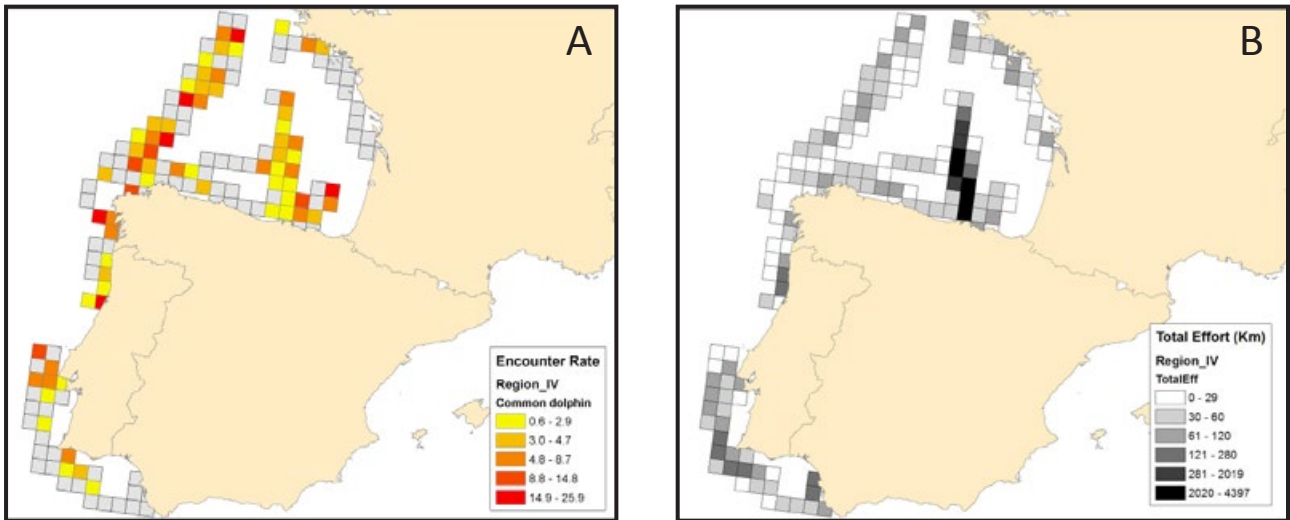 A
Encounter Rate
Region_IV
Common dolphin
0.6 - 2.9
3.0 - 4.7
4.8 - 8.7
8.8 - 14.8
14.9 - 25.9
B
Total Effort (Km)
Region_IV
TotalEff
0 - 29
30 - 60
61 - 120
121 - 280
281 - 2019
2020 - 4397